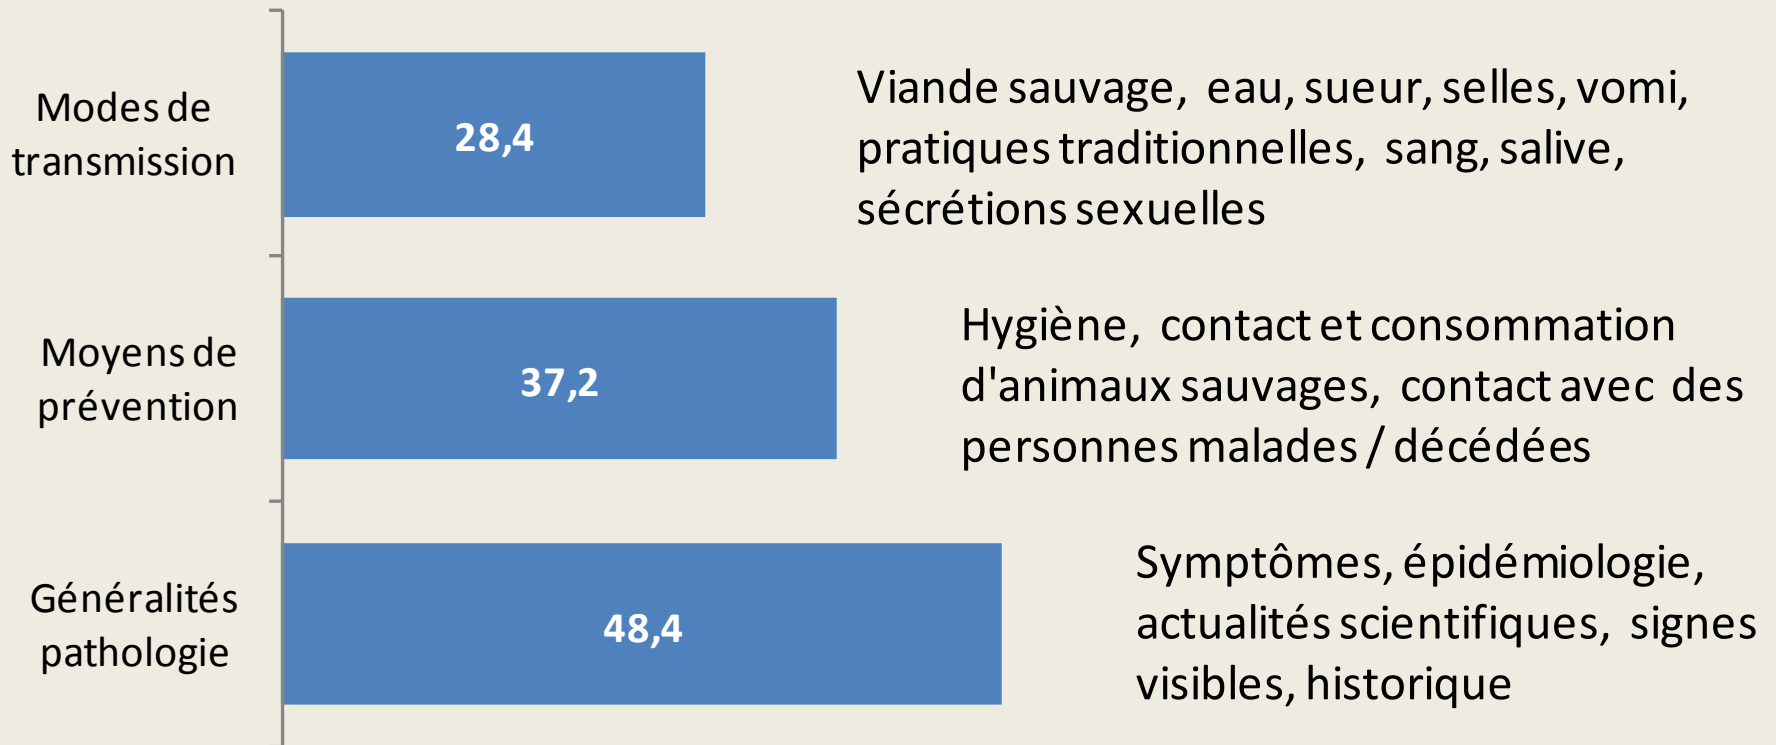 Modes de
transmission
28,4
Viande sauvage, eau, sueur, selles, vomi,
pratiques traditionnelles, sang, salive,
sécrétions sexuelles
Moyens de
prévention
37,2
Hygiène, contact et consommation
d'animaux sauvages, contact avec des
personnes malades / décédées
Généralités
pathologie
48,4
Symptômes, épidémiologie,
actualités scientifiques, signes
visibles, historique